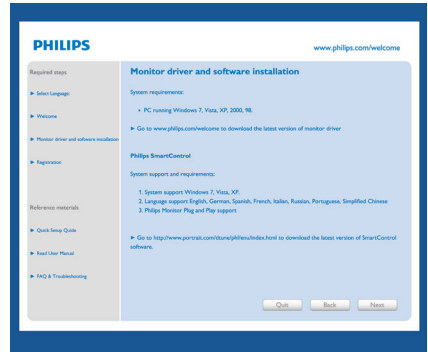 PHILIPS
www.philips.com/welcome
Required steps
Select Language:
Welcome
Monitor driver and software installation
Registration
Reference materials
Quick Setup Quide
Read User Manual
FAQ & Troubleshooting
Monitor driver and software installation
System requirements:
• PC running Windows 7, Vista, XP, 2000, 98.
Go to www.philips.com/welcome to download the latest version of monitor driver
Philips SmartControl
System support and requirements:
1. System support Windows 7, Vista, XP.
2. Language support English, German, Spanish, French, Italian, Russian, Portuguese, Simplified Chinese
3. Philips Monitor Plug and Play support
Go to http://www.portrait.com/dtune/phl/enu/index.html to download the latest version of SmartControl
software.
Quit
Back
Next